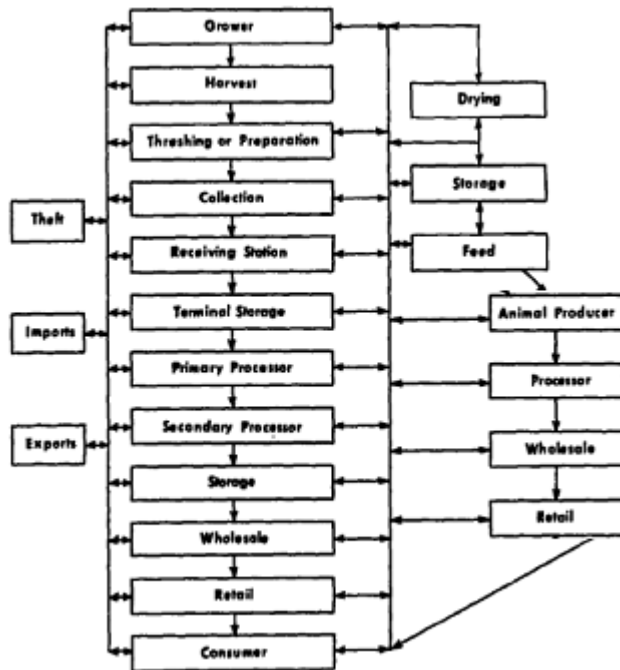 Grower
Harvest
Drying
Threshing or Preparation
Storage
Collection
Theft
Receiving Station
Feed
Terminal Storage
Animal Producer
Imports
Primary Processor
Processor
Secondary Processor
Exports
Wholesale
Storage
Retail
Wholesale
Retail
Consumer